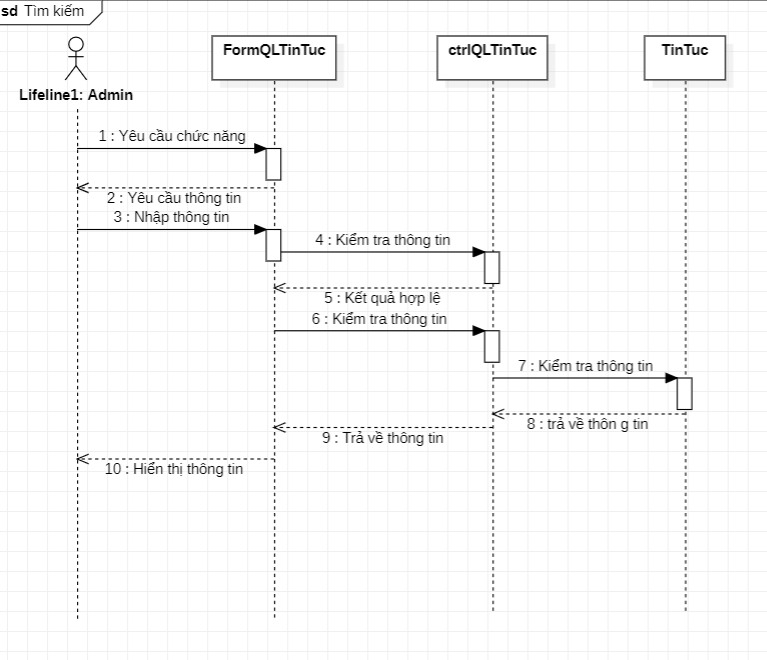 sd Tìm kiếm
FormQLTinTuc
ctrlQLTinTuc
TinTuc
Lifeline1: Admin
1 : Yêu cầu chức năng
2 : Yêu cầu thông tin
3 : Nhập thông tin
4 : Kiểm tra thông tin
5 : Kết quả hợp lệ
6 : Kiểm tra thông tin
7 : Kiểm tra thông tin
8 : trả về thôn g tin
9 : Trả về thông tin
10 : Hiển thị thông tin